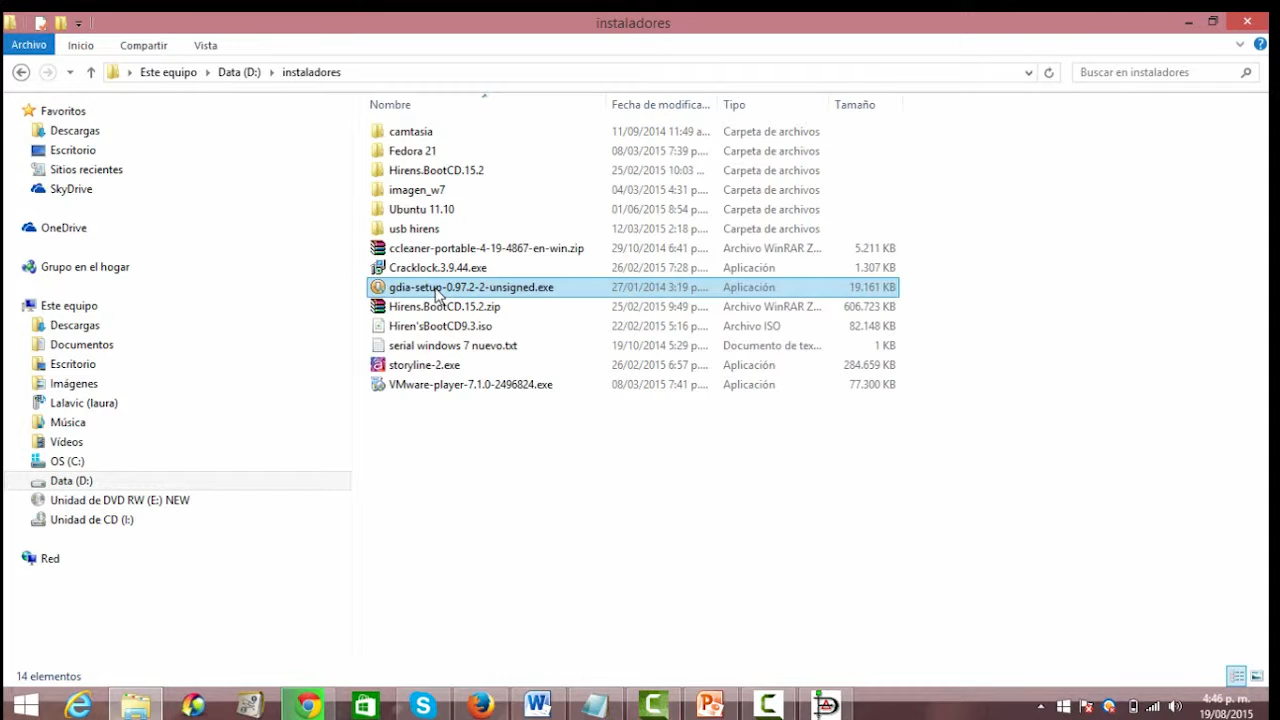 instaladores
Archivo Inicio Compartir Vista
Este equipo Data (D:) instaladores Buscar en instaladores
Nombre Fecha de modifica... Tipo Tamaño
Favoritos
Descargas
Escritorio
Sitios recientes
SkyDrive
OneDrive
Grupo en el hogar
Este equipo
Descargas
Documentos
Escritorio
Imágenes
Lalavic (laura)
Música
Vídeos
OS (C:)
Data (D:)
Unidad de DVD RW (E:) NEW
Unidad de CD (I:)
Red
camtasia 11/09/2014 11:49 a... Carpeta de archivos
Fedora 21 08/03/2015 7:39 p.... Carpeta de archivos
Hirens.BootCD.15.2 25/02/2015 10:03 ... Carpeta de archivos
imagen_w7 04/03/2015 4:31 p.... Carpeta de archivos
Ubuntu 11.10 01/06/2015 8:54 p.... Carpeta de archivos
usb hirens 12/03/2015 2:18 p.... Carpeta de archivos
ccleaner-portable-4-19-4867-en-win.zip 29/10/2014 6:41 p.... Archivo WinRAR Z... 5.211 KB
Cracklock.3.9.44.exe 26/02/2015 7:28 p.... Aplicación 1.307 KB
gdia-setup-0.97.2-2-unsigned.exe 27/01/2014 3:19 p.... Aplicación 19.161 KB
Hirens.BootCD.15.2.zip 25/02/2015 9:49 p.... Archivo WinRAR Z... 606.723 KB
Hiren'sBootCD9.3.iso 22/02/2015 5:16 p.... Archivo ISO 82.148 KB
serial windows 7 nuevo.txt 19/10/2014 5:29 p.... Documento de tex... 1 KB
storyline-2.exe 26/02/2015 6:57 p.... Aplicación 284.659 KB
VMware-player-7.1.0-2496824.exe 08/03/2015 7:41 p.... Aplicación 77.300 KB
14 elementos
4:46 p. m.
19/08/2015